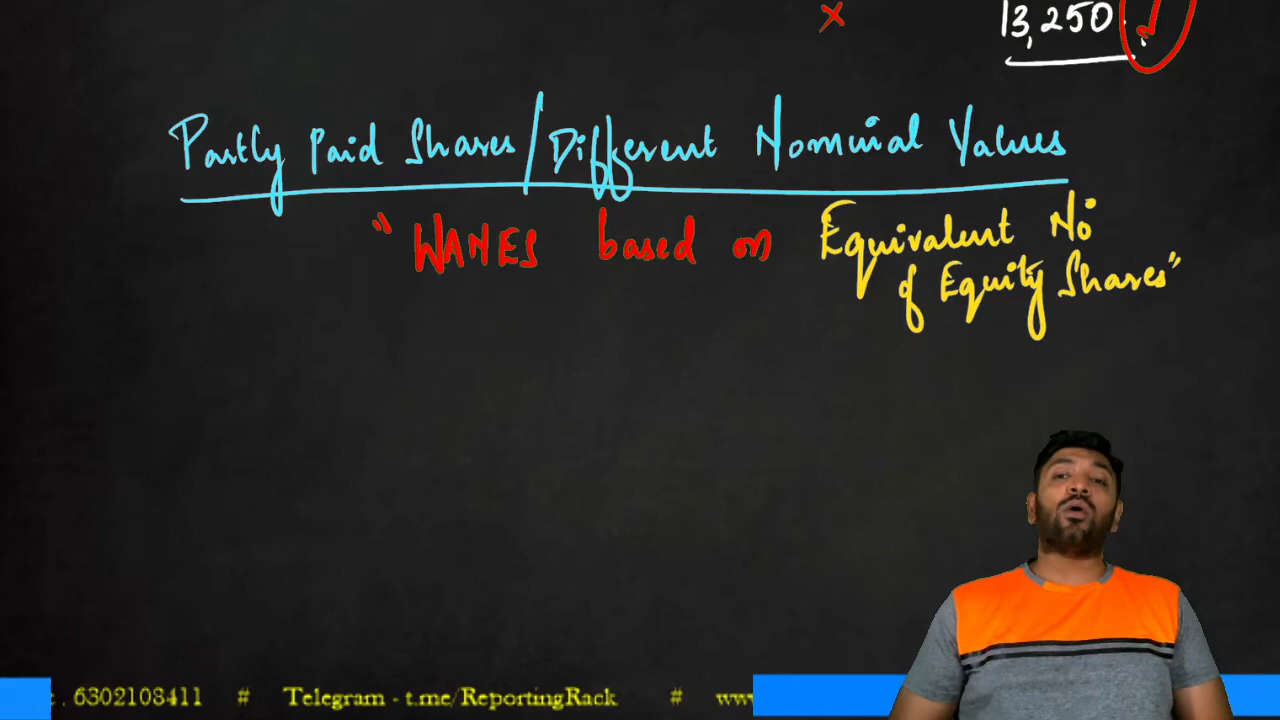 × 13,250
Partly Paid Shares/Different Nominal Values
"WANES based on Equivalent No
of Equity Shares"
. 6302108411 # Telegram - t.me/ReportingRack # www